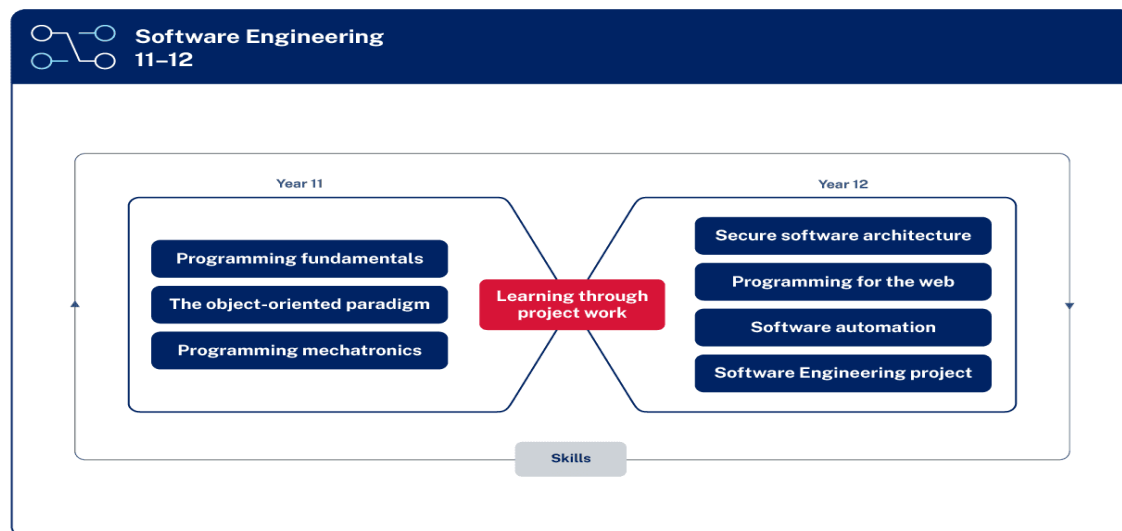 Software Engineering
11–12
Year 11
Programming fundamentals
The object-oriented paradigm
Programming mechatronics
Learning through
project work
Year 12
Secure software architecture
Programming for the web
Software automation
Software Engineering project
Skills